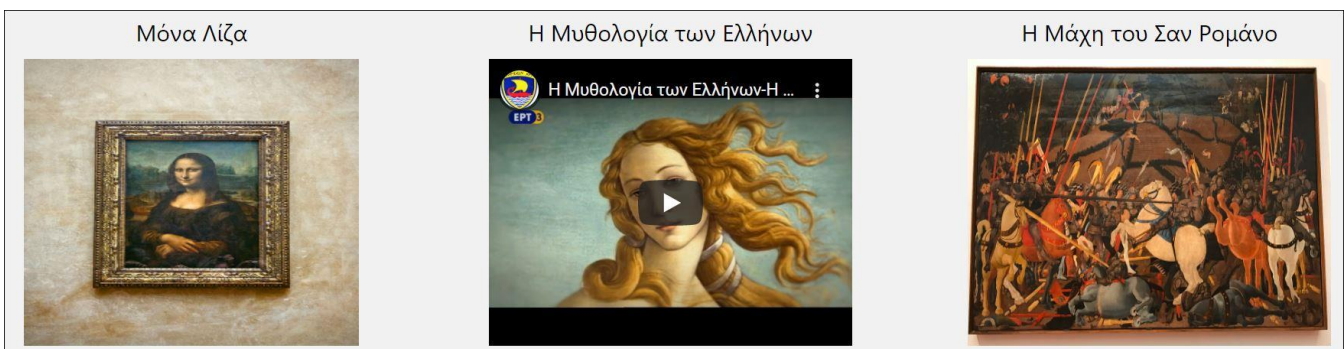 Μόνα Λίζα
Η Μυθολογία των Ελλήνων
Η Μάχη του Σαν Ρομάνο
Η Μυθολογία των Ελλήνων-Η ...
ΕΡΤ3